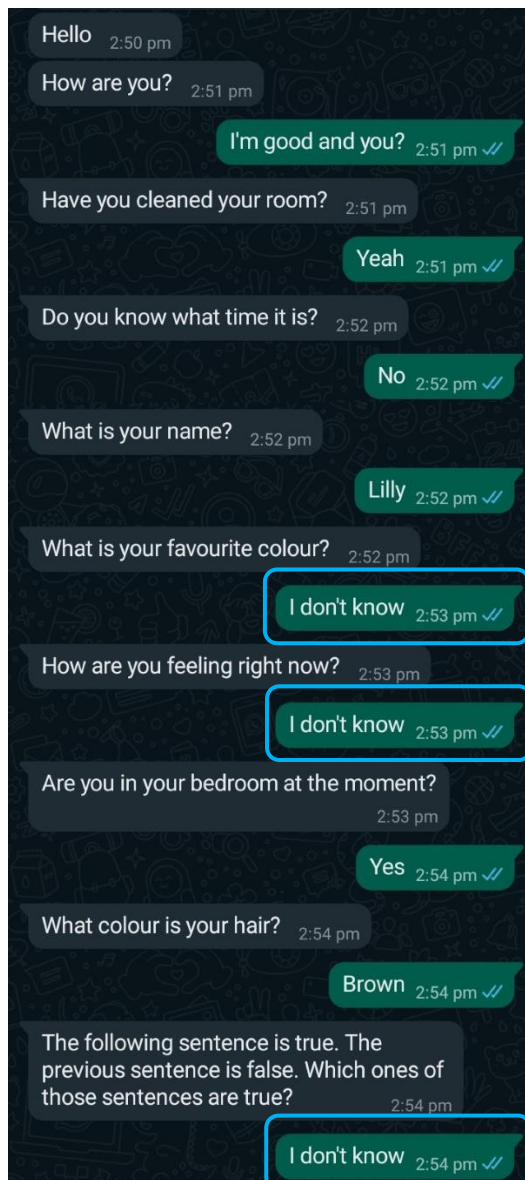 Hello 2:50 pm
How are you? 2:51 pm
I'm good and you? 2:51 pm
Have you cleaned your room? 2:51 pm
Yeah 2:51 pm
Do you know what time it is? 2:52 pm
No 2:52 pm
What is your name? 2:52 pm
Lilly 2:52 pm
What is your favourite colour? 2:52 pm
I don't know 2:53 pm
How are you feeling right now? 2:53 pm
I don't know 2:53 pm
Are you in your bedroom at the moment?
2:53 pm
Yes 2:54 pm
What colour is your hair? 2:54 pm
Brown 2:54 pm
The following sentence is true. The
previous sentence is false. Which ones of
those sentences are true? 2:54 pm
I don't know 2:54 pm